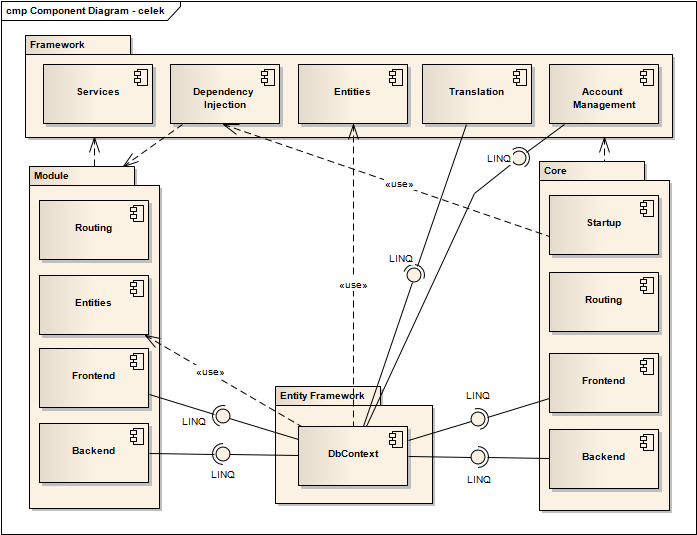 cmp Component Diagram - celek
Framework
Services
Dependency
Injection
Entities
Translation
Account
Management
LINQ
Module
Core
«use»
Routing
Startup
LINQ
Entities
«use»
Routing
«use»
Frontend
Entity Framework
Frontend
LINQ
LINQ
Backend
DbContext
Backend
LINQ
LINQ